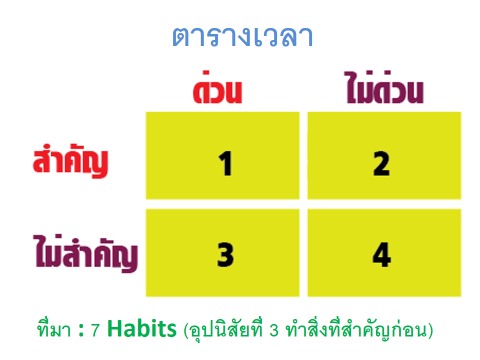 ตารางเวลา
ด่วน ไม่ด่วน
สำคัญ 1 2
ไม่สำคัญ 3 4
ที่มา : 7 Habits (อุปนิสัยที่ 3 ทำสิ่งที่สำคัญก่อน)